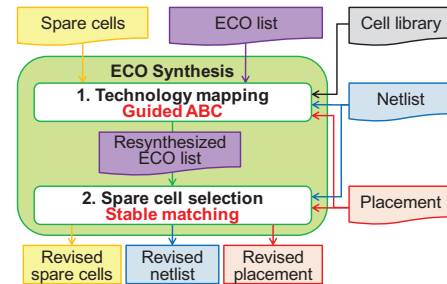 Spare cells
ECO list
Cell library
ECO Synthesis
1. Technology mapping
Guided ABC
Netlist
Resynthesized
ECO list
2. Spare cell selection
Stable matching
Placement
Revised
spare cells
Revised
netlist
Revised
placement